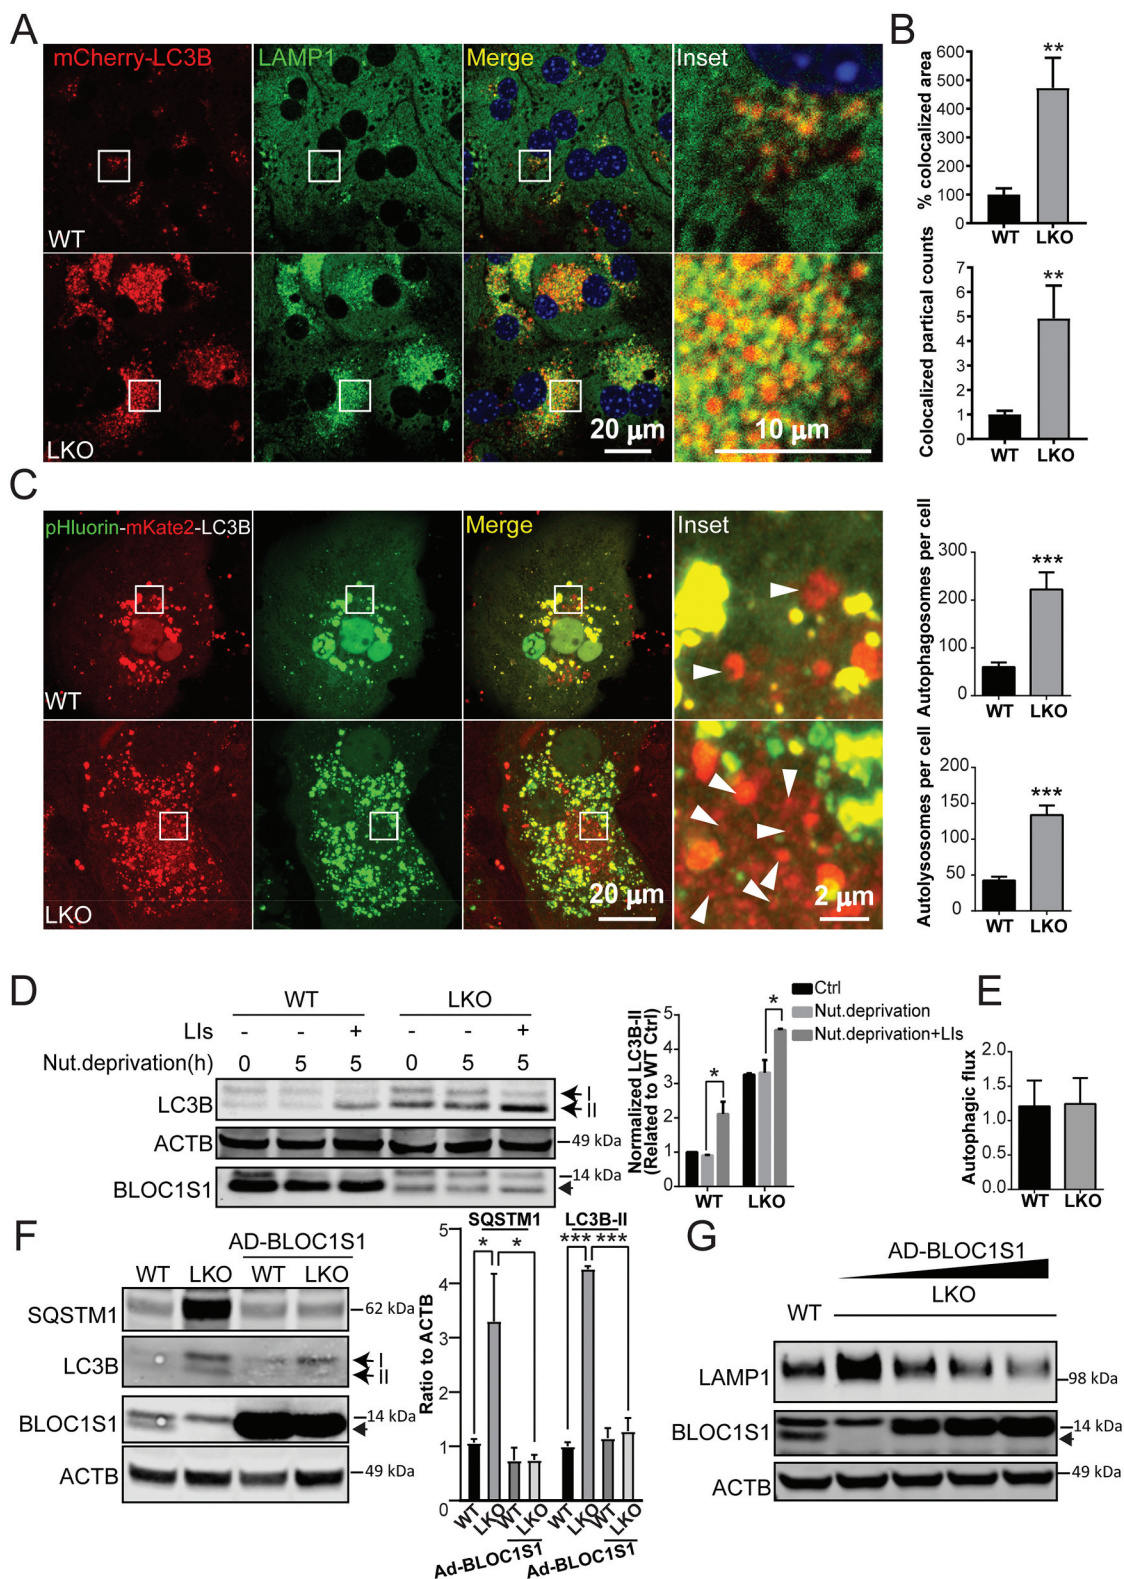 A
mCherry-LC3B
LAMP1
Merge
Inset
WT
LKO
20 µm
10 µm
B
% colocalized area
600
500
400
300
200
100
0
**
WT LKO
Colocalized partical counts
7
6
5
4
3
2
1
0
**
WT LKO
C
pHluorin-mKate2-LC3B
Merge
Inset
WT
LKO
20 µm
2 µm
Autophagosomes per cell
300
200
100
0
***
WT LKO
Autolysosomes per cell
200
150
100
50
0
***
WT LKO
D
WT LKO
LIs - - + - - +
Nut.deprivation(h) 0 5 5 0 5 5
LC3B
I
II
ACTB
49 kDa
BLOC1S1
14 kDa
Normalized LC3B-II
(Related to WT Ctrl)
5
4
3
2
1
0
*
*
WT LKO
Ctrl
Nut.deprivation
Nut.deprivation+LIs
E
Autophagic flux
2.0
1.5
1.0
0.5
0.0
WT LKO
F
AD-BLOC1S1
WT LKO WT LKO
SQSTM1
62 kDa
LC3B
I
II
BLOC1S1
14 kDa
ACTB
49 kDa
Ratio to ACTB
5
4
3
2
1
0
SQSTM1 LC3B-II
* * *** ***
WT LKO WT LKO WT LKO WT LKO
Ad-BLOC1S1 Ad-BLOC1S1
G
AD-BLOC1S1
WT LKO
LAMP1
98 kDa
BLOC1S1
14 kDa
ACTB
49 kDa